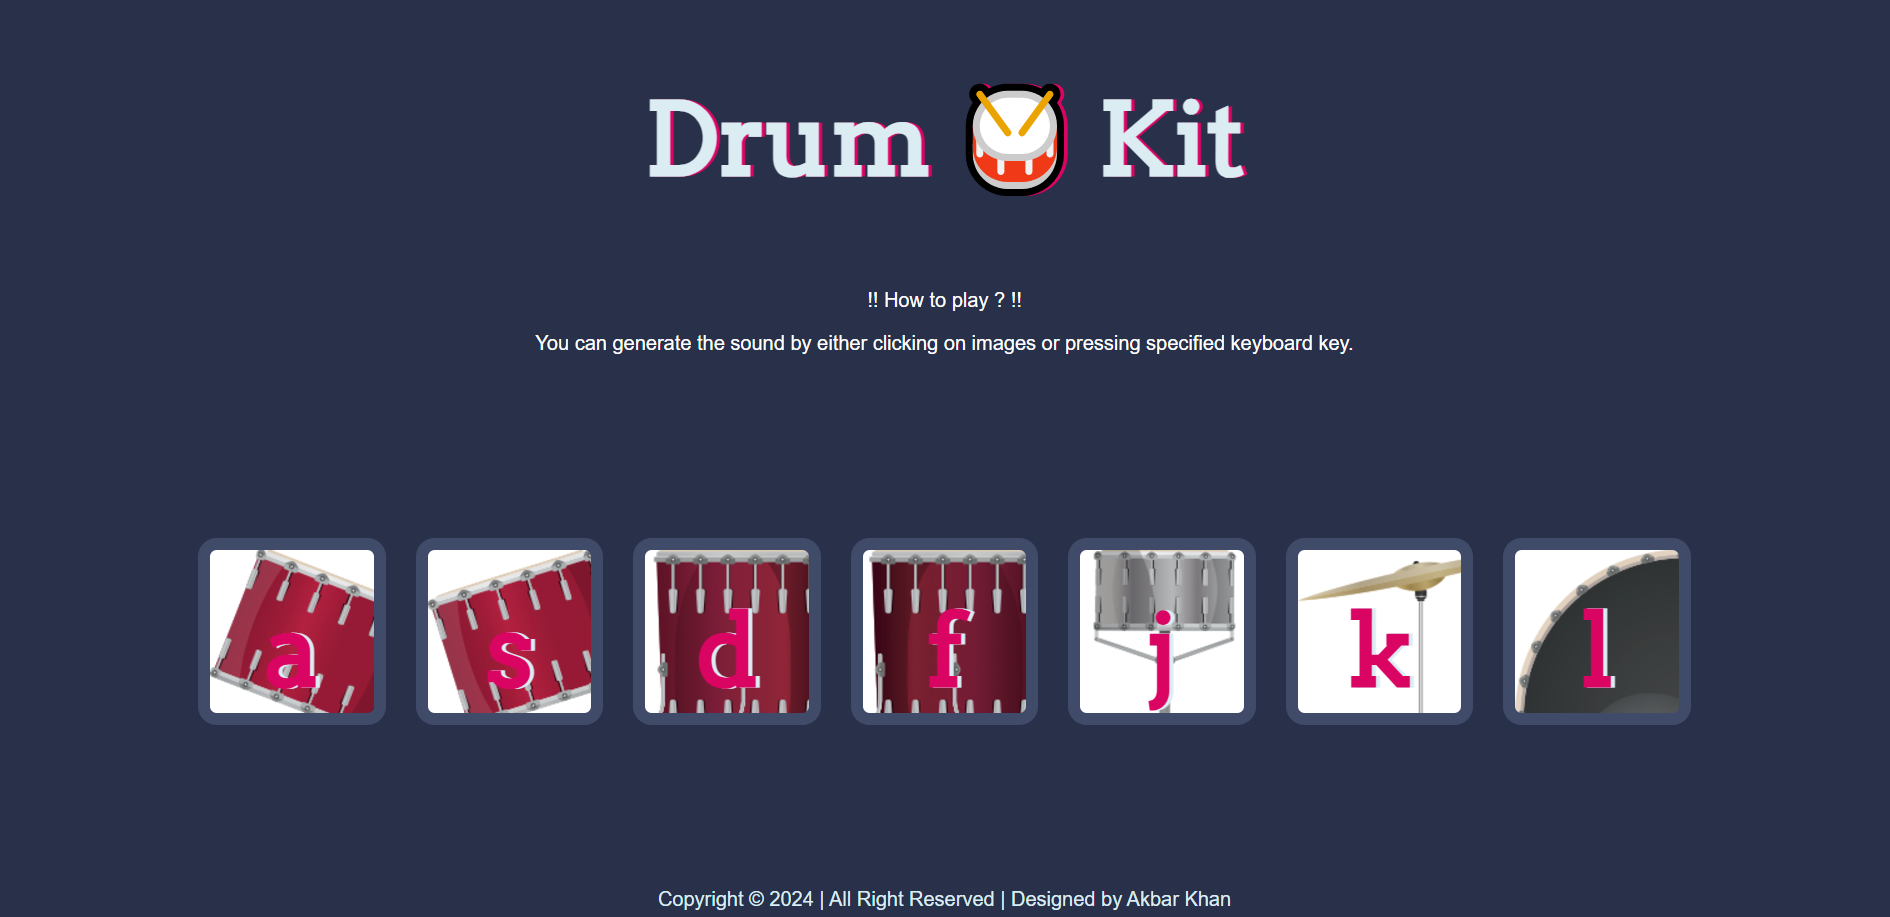 Drum 🥁 Kit
!! How to play ? !!
You can generate the sound by either clicking on images or pressing specified keyboard key.
a s d f j k l
Copyright © 2024 | All Right Reserved | Designed by Akbar Khan